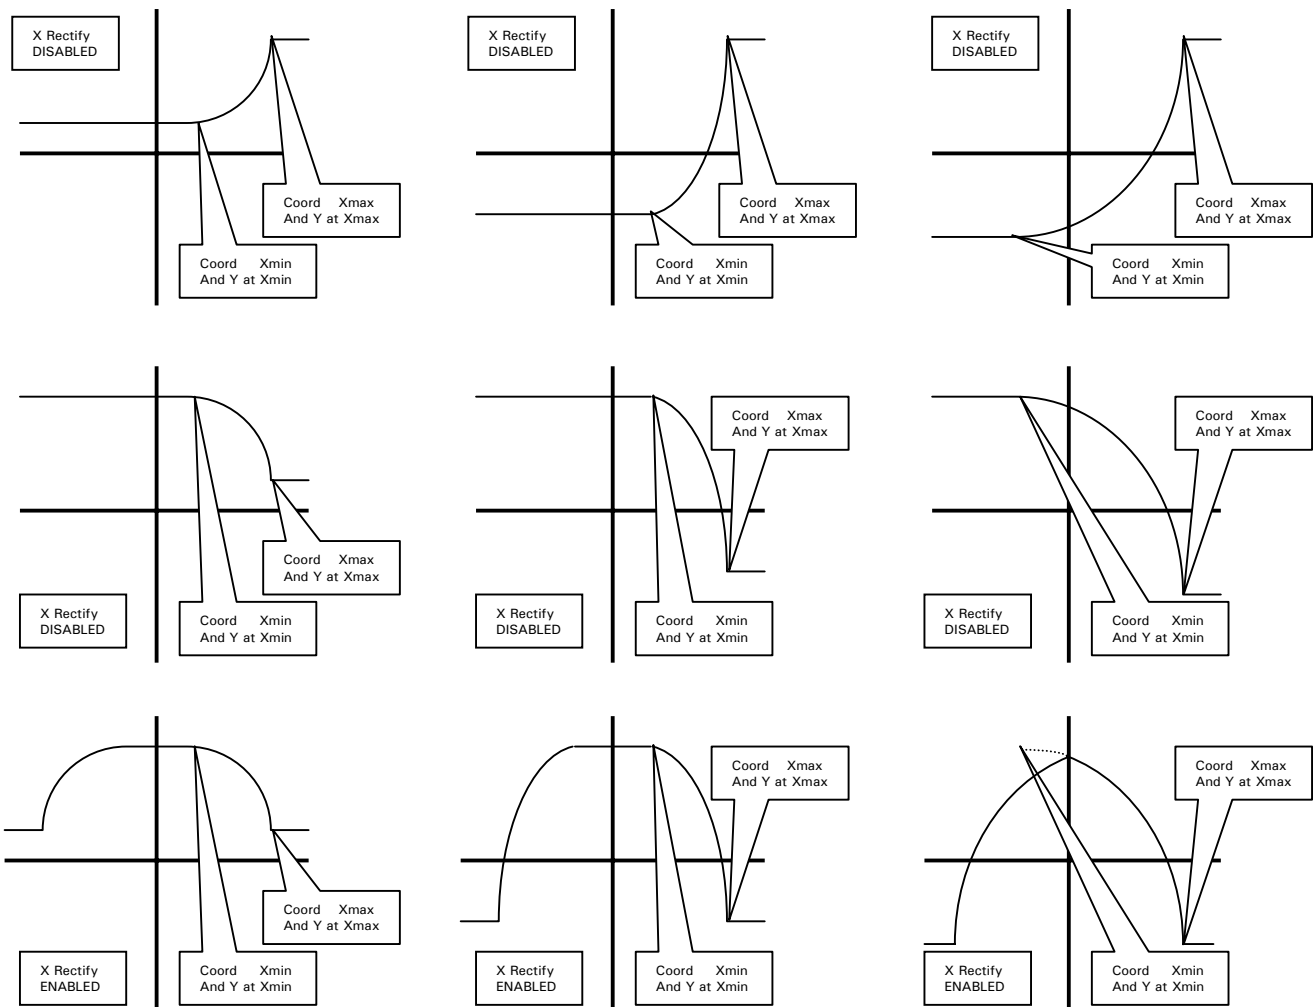 X Rectify
DISABLED
Coord Xmax
And Y at Xmax
Coord Xmin
And Y at Xmin
X Rectify
DISABLED
Coord Xmax
And Y at Xmax
Coord Xmin
And Y at Xmin
X Rectify
DISABLED
Coord Xmax
And Y at Xmax
Coord Xmin
And Y at Xmin
Coord Xmax
And Y at Xmax
X Rectify
DISABLED
Coord Xmin
And Y at Xmin
Coord Xmax
And Y at Xmax
X Rectify
DISABLED
Coord Xmin
And Y at Xmin
Coord Xmax
And Y at Xmax
X Rectify
DISABLED
Coord Xmin
And Y at Xmin
Coord Xmax
And Y at Xmax
X Rectify
ENABLED
Coord Xmin
And Y at Xmin
Coord Xmax
And Y at Xmax
X Rectify
ENABLED
Coord Xmin
And Y at Xmin
Coord Xmax
And Y at Xmax
X Rectify
ENABLED
Coord Xmin
And Y at Xmin